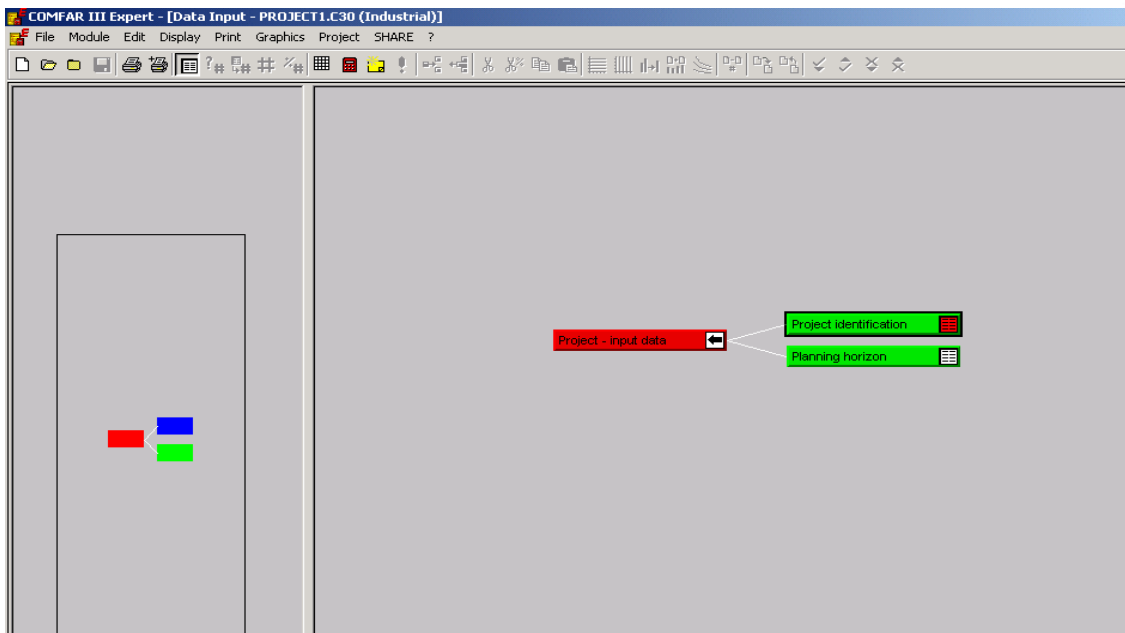 COMFAR III Expert - [Data Input - PROJECT1.C30 (Industrial)]
File Module Edit Display Print Graphics Project SHARE ?
Project identification
Project - input data
Planning horizon